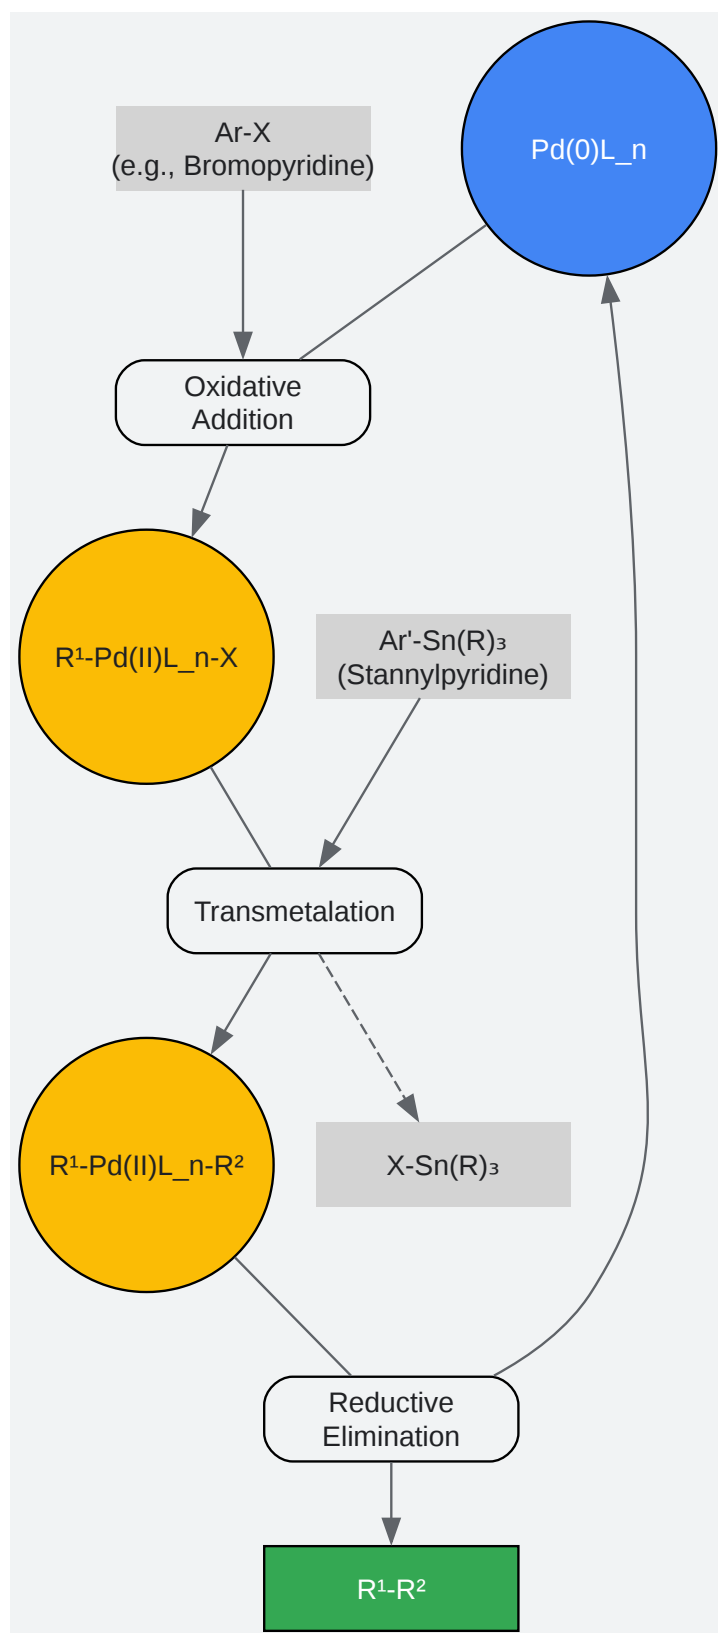 Ar-X
(e.g., Bromopyridine)
Pd(0)L_n
Oxidative
Addition
R¹-Pd(II)L_n-X
Ar'-Sn(R)₃
(Stannylpyridine)
Transmetalation
R¹-Pd(II)L_n-R²
X-Sn(R)₃
Reductive
Elimination
R¹-R²